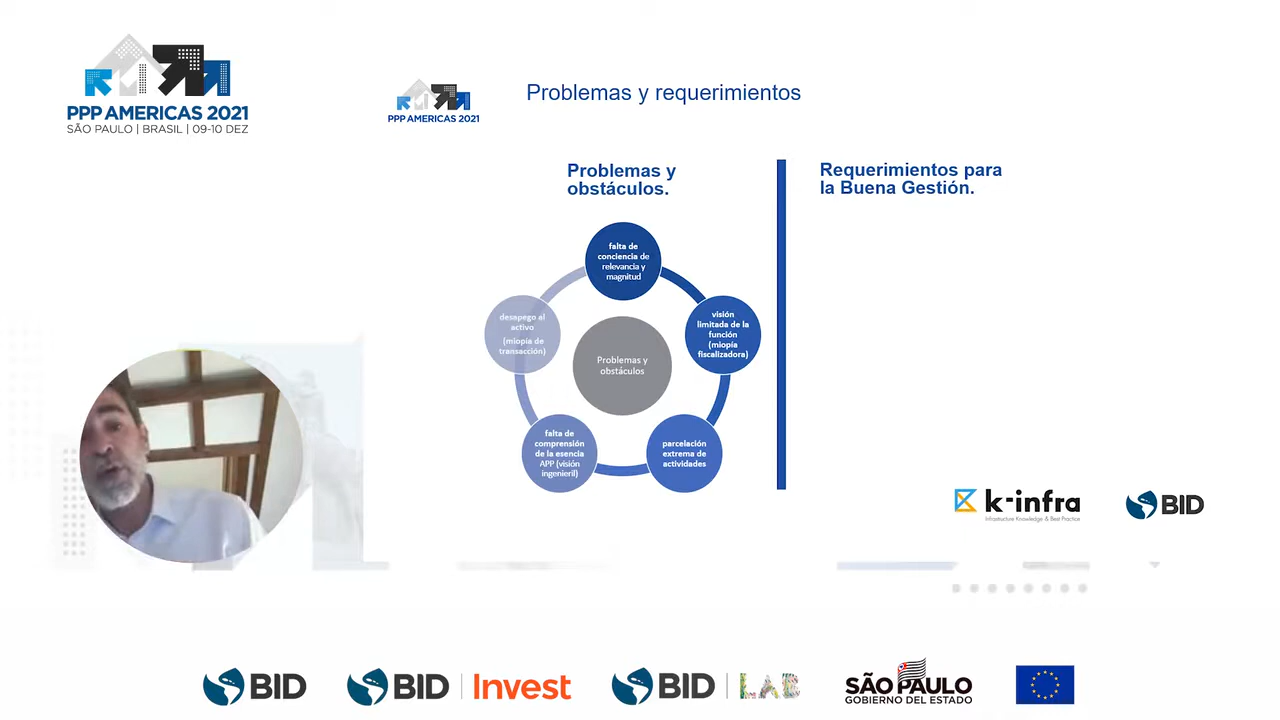 PPP AMERICAS 2021
SÃO PAULO | BRASIL | 09-10 DEZ
PPP AMERICAS 2021
Problemas y requerimientos
Problemas y
obstáculos.
falta de
conciencia de
relevancia y
magnitud
visión
limitada de la
función
(miopía
fiscalizadora)
parcelación
extrema de
actividades
falta de
comprensión
de la esencia
APP (visión
ingenieril)
desapego al
activo
(miopía de
transacción)
Problemas y
obstáculos
Requerimientos para
la Buena Gestión.
k-infra
Infrastructure Knowledge & Best Practice
BID
BID
BID | Invest
BID | LAB
SÃO PAULO
GOBIERNO DEL ESTADO